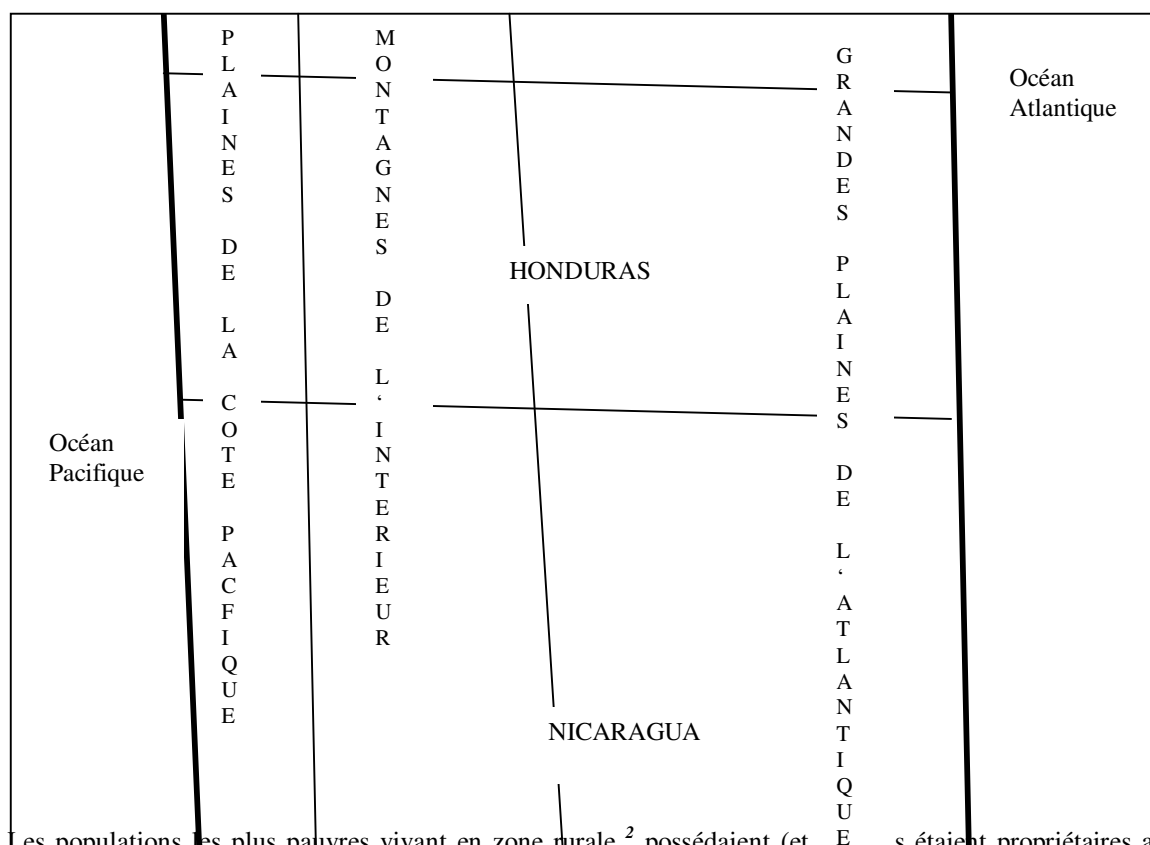 PLAINES DE LA COTE PACFIQUE
MONTAGNES DE L‘INTERIEUR
GRANDES PLAINES DE L‘ATLANTIQUE
Océan
Atlantique
HONDURAS
Océan
Pacifique
NICARAGUA
Les populations les plus pauvres vivant en zone rurale 2 possédaient (et s étaient propriétaires